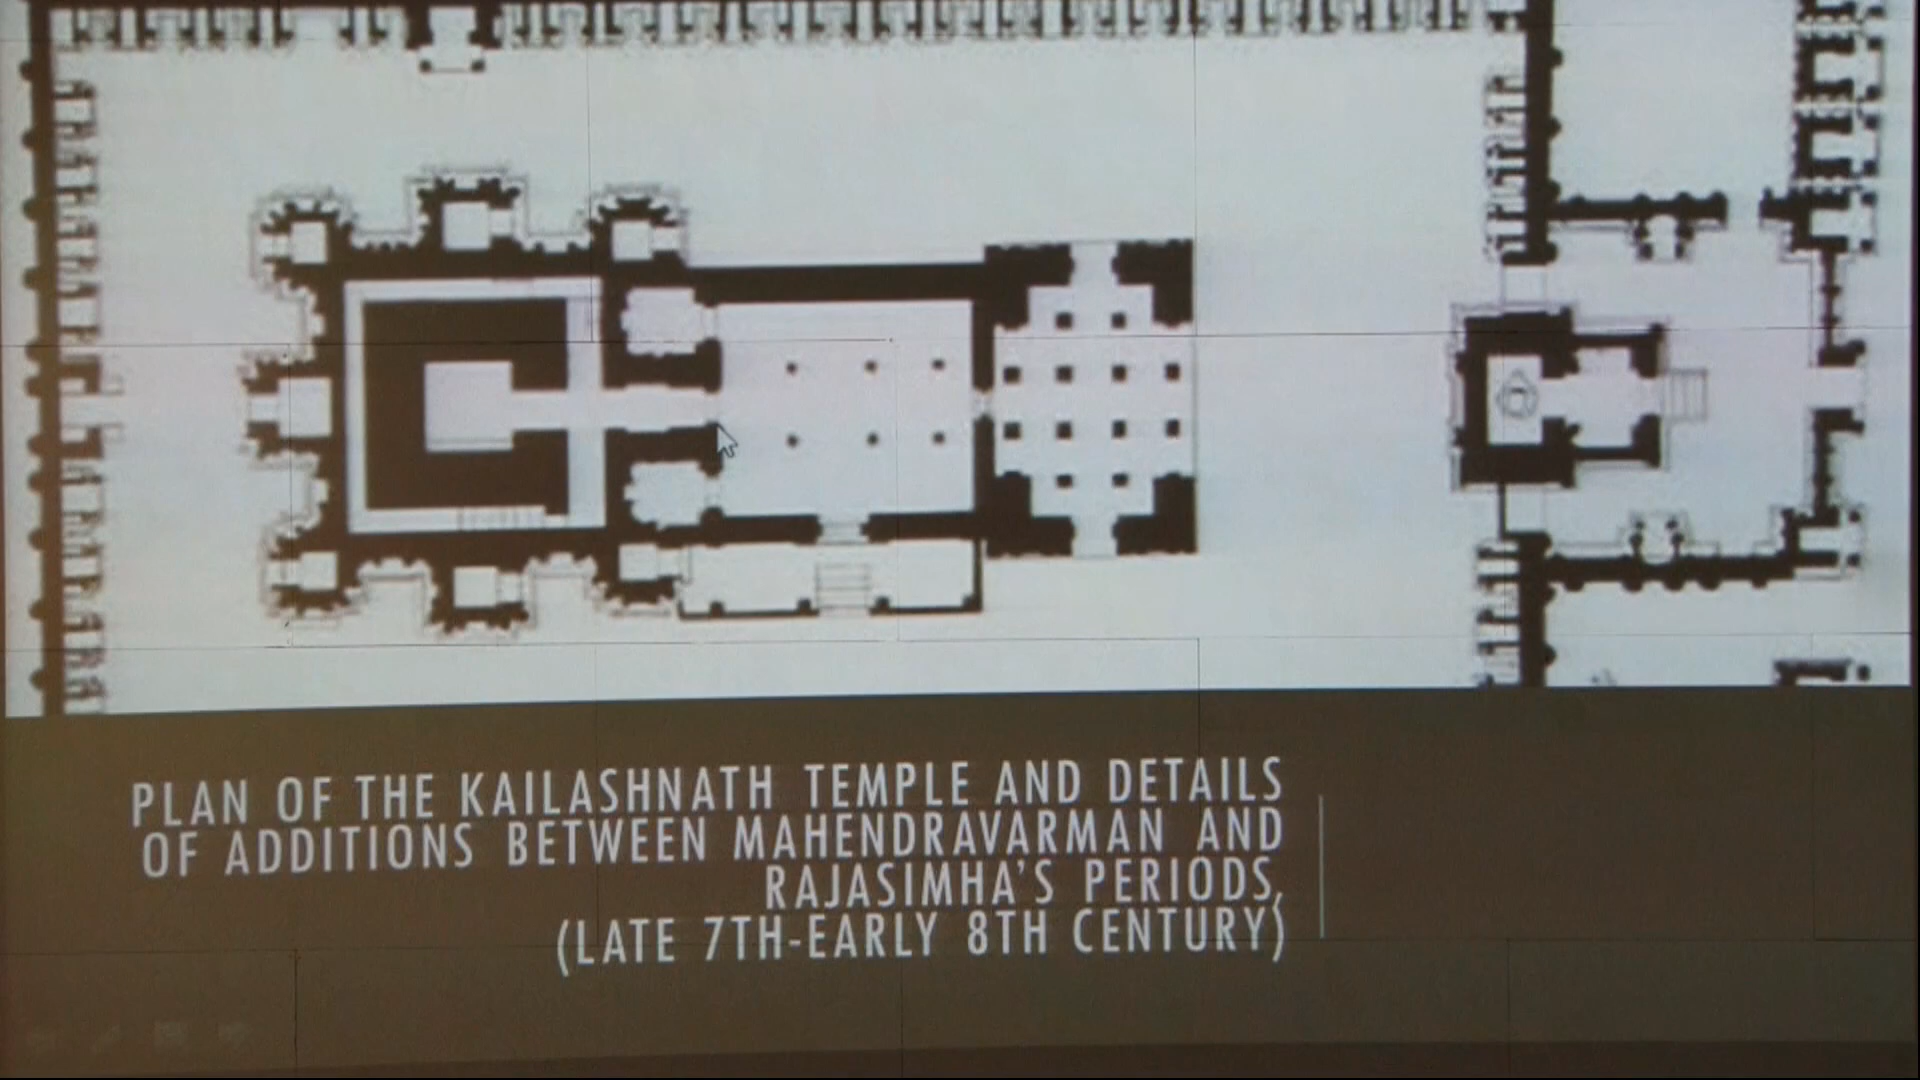 PLAN OF THE KAILASHNATH TEMPLE AND DETAILS
OF ADDITIONS BETWEEN MAHENDRAVARMAN AND
RAJASIMHA'S PERIODS,
(LATE 7TH-EARLY 8TH CENTURY)